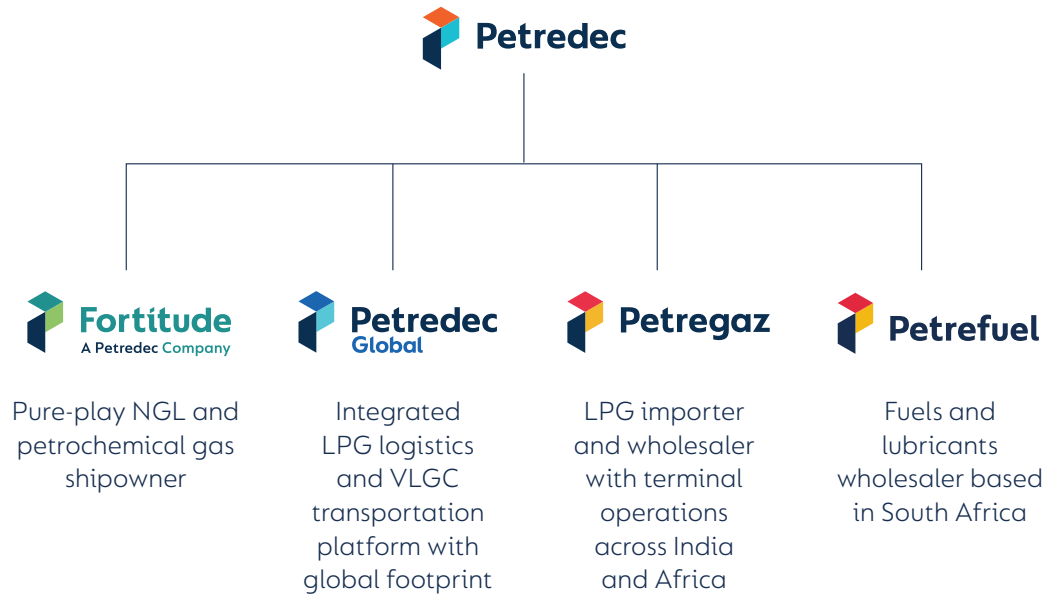 Petredec
Fortitude
A Petredec Company
Pure-play NGL and
petrochemical gas
shipowner
Petredec
Global
Integrated
LPG logistics
and VLGC
transportation
platform with
global footprint
Petregaz
LPG importer
and wholesaler
with terminal
operations
across India
and Africa
Petrefuel
Fuels and
lubricants
wholesaler based
in South Africa